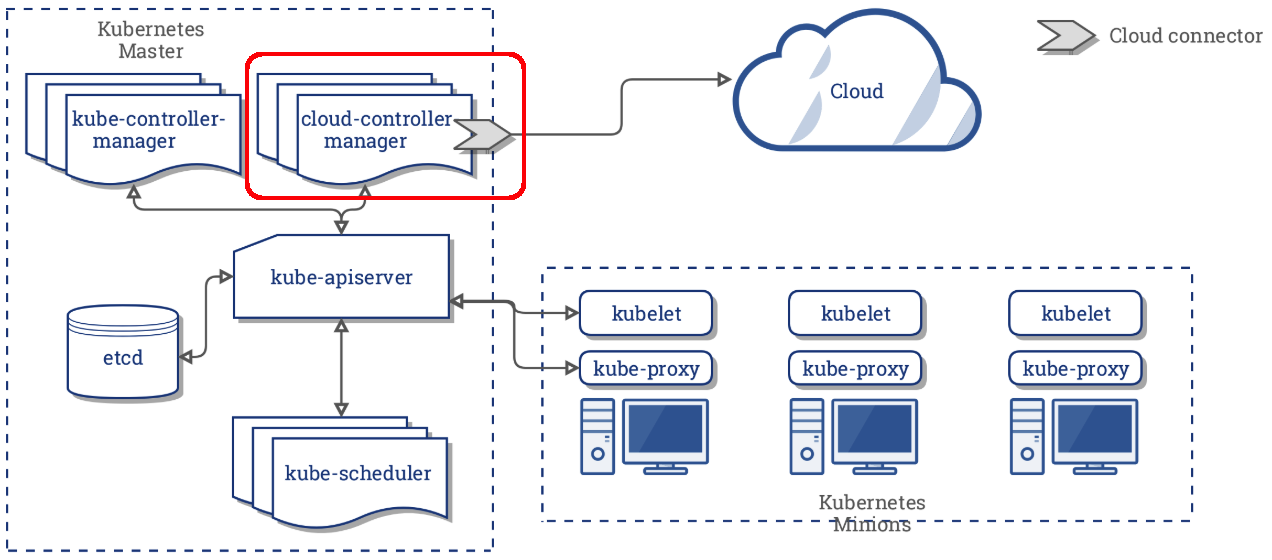 Kubernetes
Master
kube-controller-
manager
cloud-controller
manager
Cloud
Cloud connector
kube-apiserver
etcd
kube-scheduler
kubelet
kubelet
kubelet
kube-proxy
kube-proxy
kube-proxy
Kubernetes
Minions